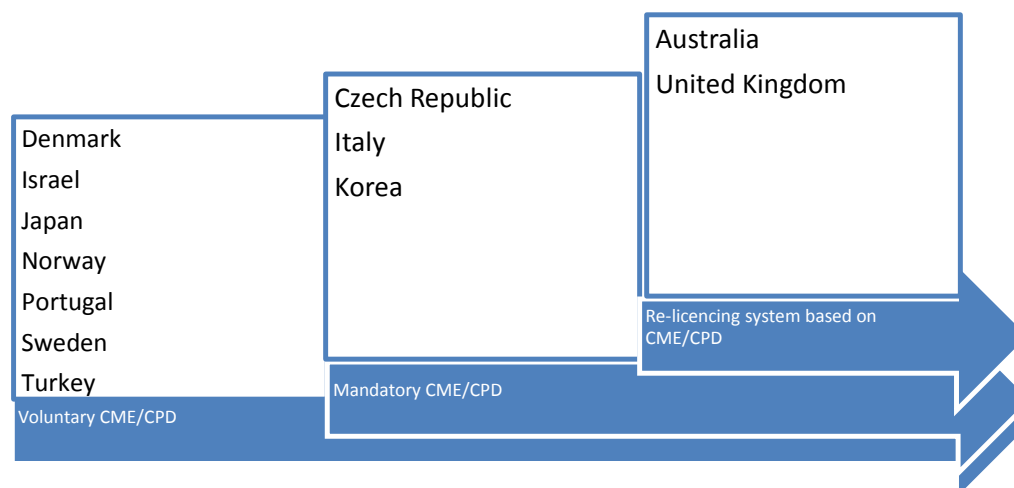 Denmark
Israel
Japan
Norway
Portugal
Sweden
Turkey
Voluntary CME/CPD
Czech Republic
Italy
Korea
Mandatory CME/CPD
Australia
United Kingdom
Re-licencing system based on
CME/CPD